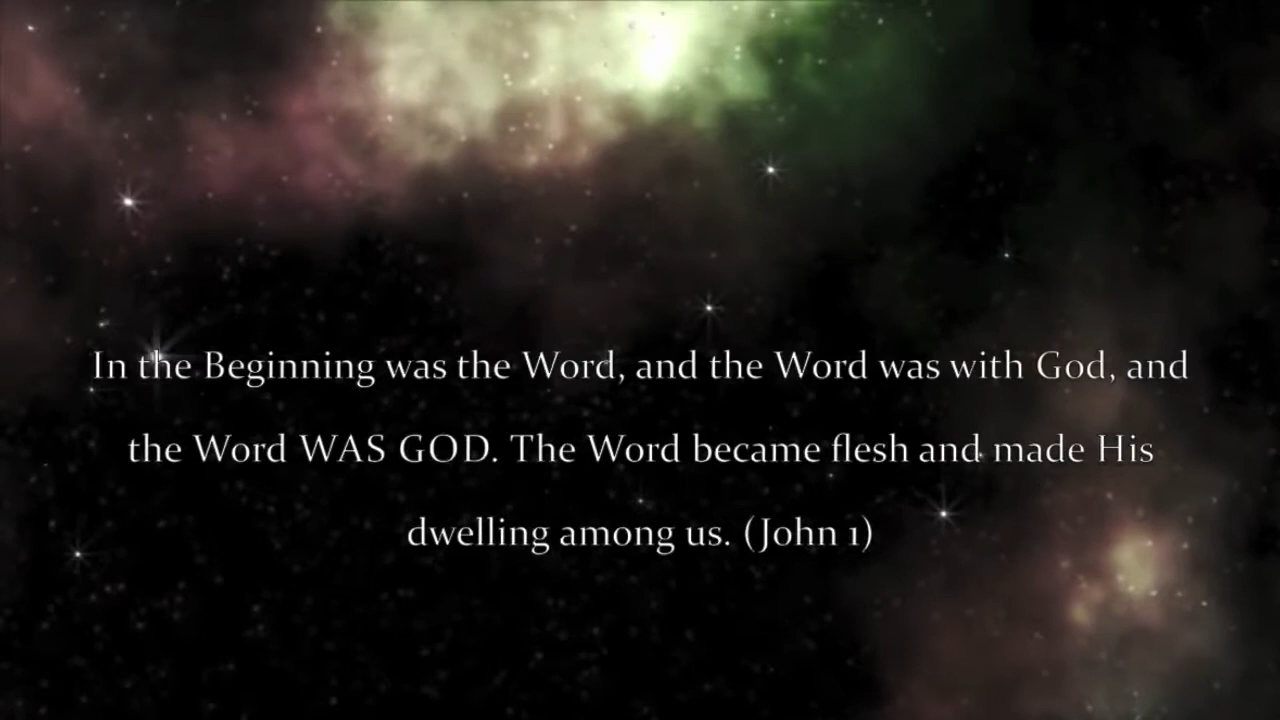 In the Beginning was the Word, and the Word was with God, and
the Word WAS GOD. The Word became flesh and made His
dwelling among us. (John 1)